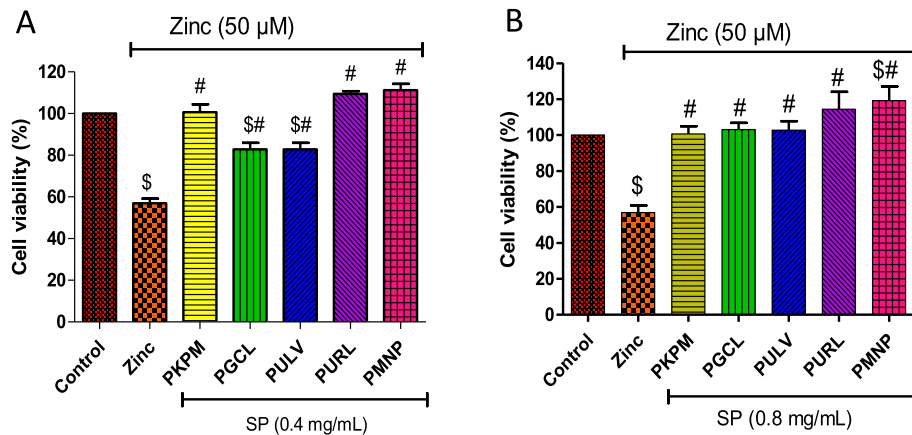 A
Zinc (50 µM)
Cell viability (%)
120
100
80
60
40
20
0
$
#
$#
$#
#
#
Control
Zinc
PKPM
PGCL
PULV
PURL
PMNP
SP (0.4 mg/mL)
B
Zinc (50 µM)
Cell viability (%)
140
120
100
80
60
40
20
0
$
#
#
#
#
$#
Control
Zinc
PKPM
PGCL
PULV
PURL
PMNP
SP (0.8 mg/mL)